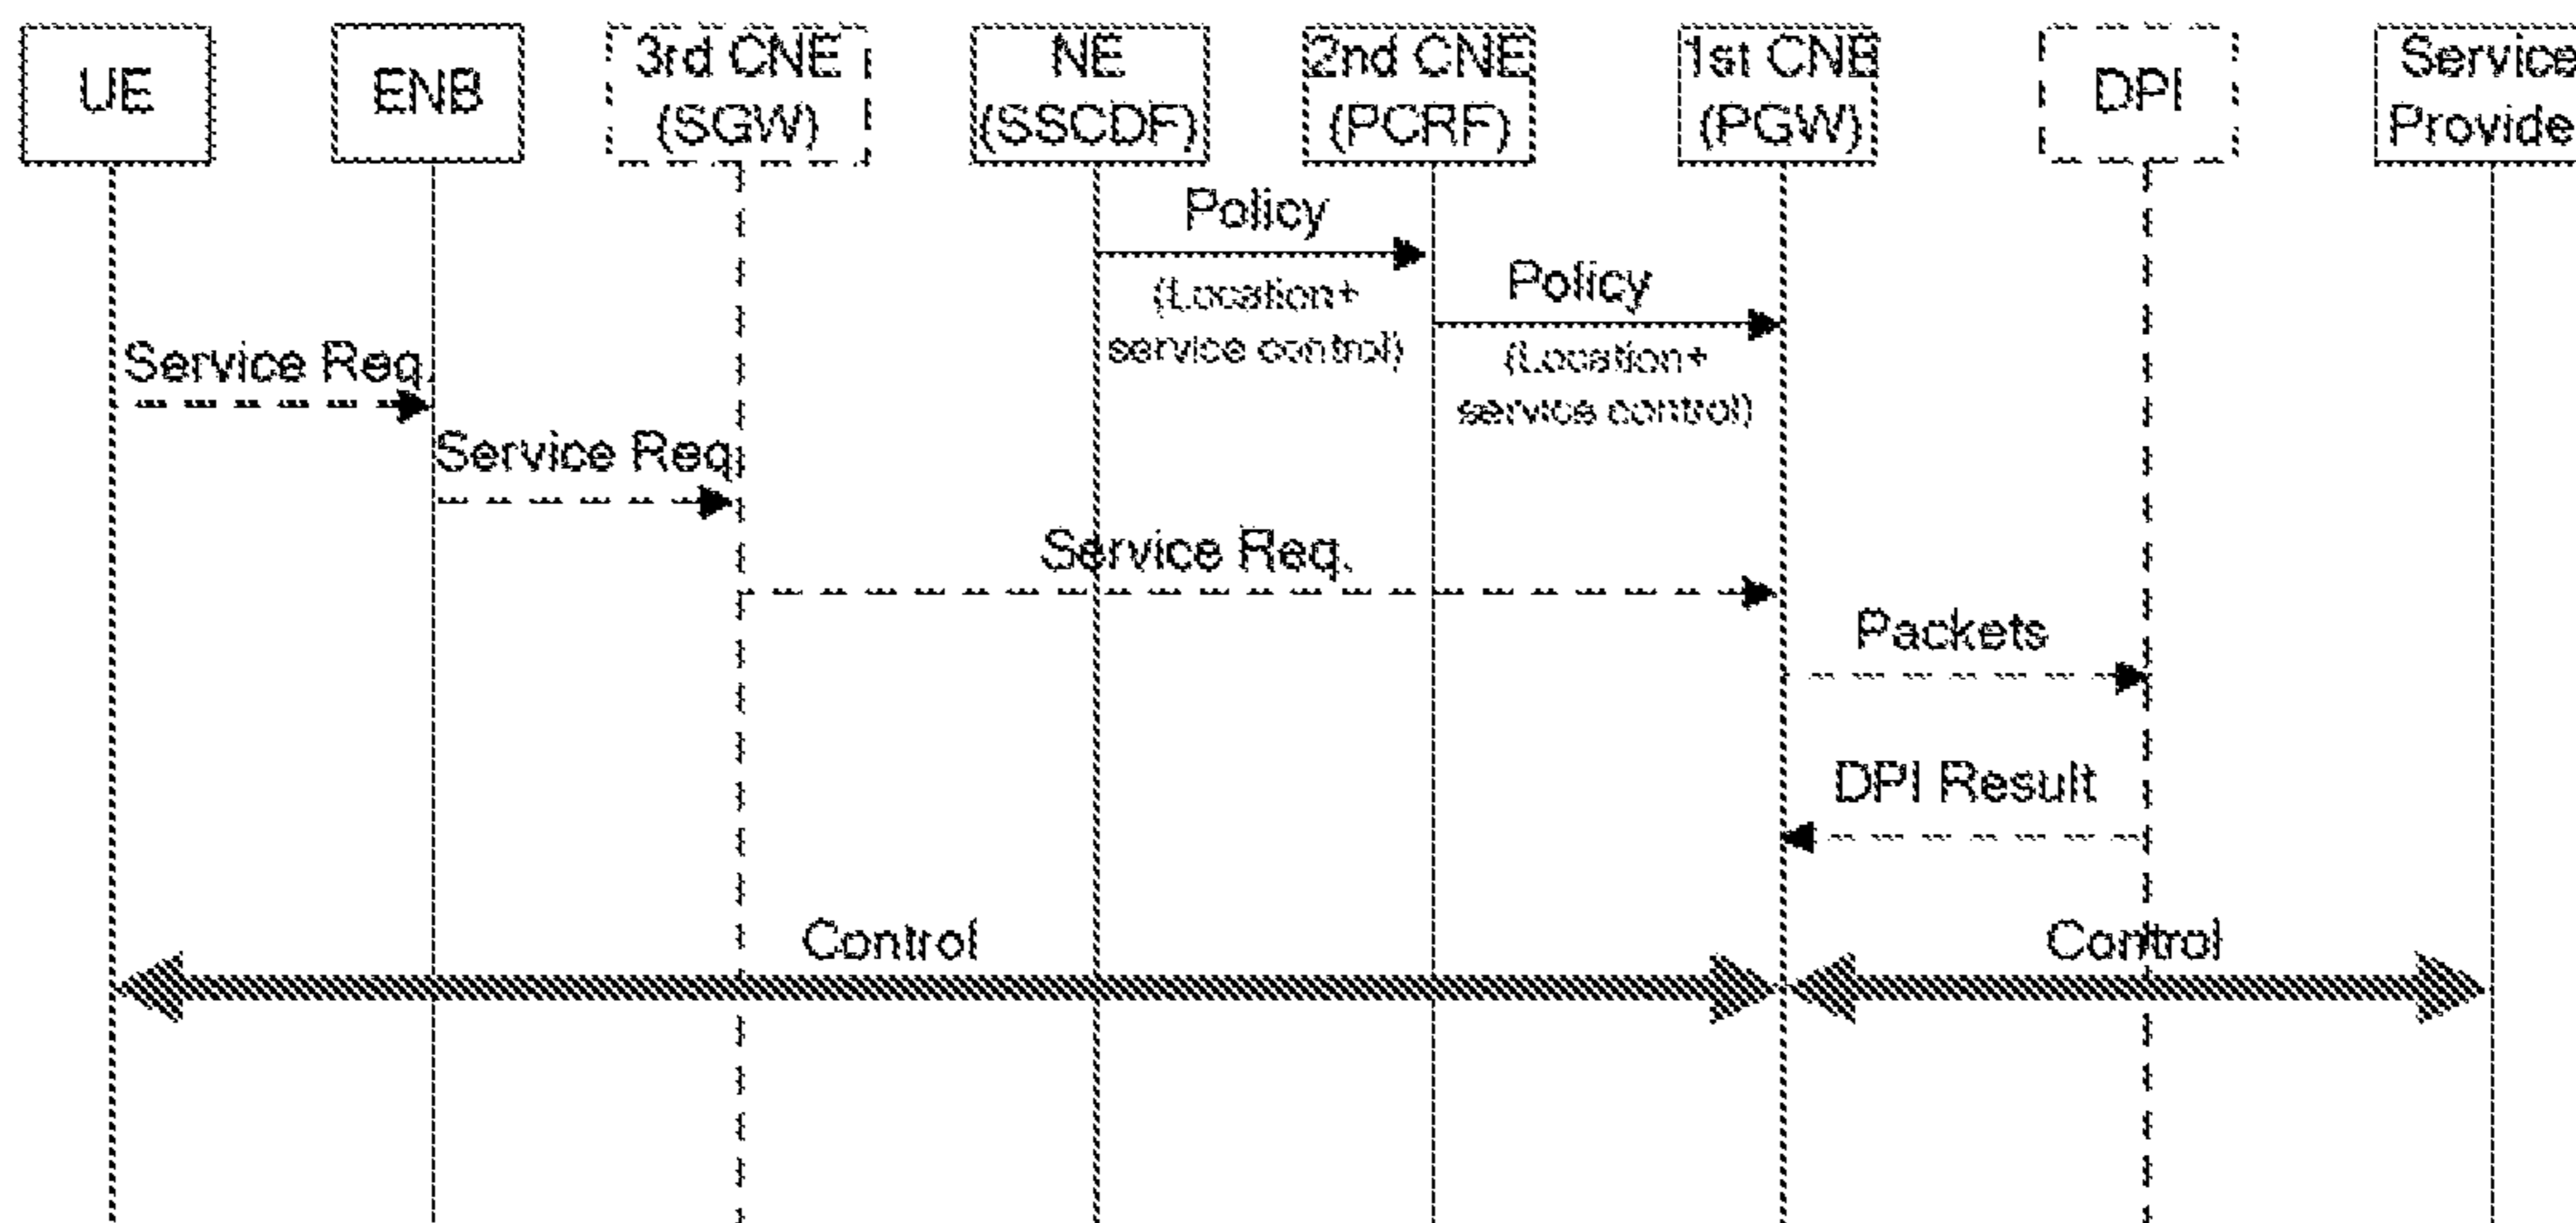 UE
ENB
3rd CNE
(SGW)
NE
(SSCDF)
2nd CNE
(PCRF)
1st CNE
(PGW)
DPI
Service
Provide
Policy
(Location+
service control)
Policy
(Location+
service control)
Service Req.
Service Req.
Service Req.
Packets
DPI Result
Control
Control